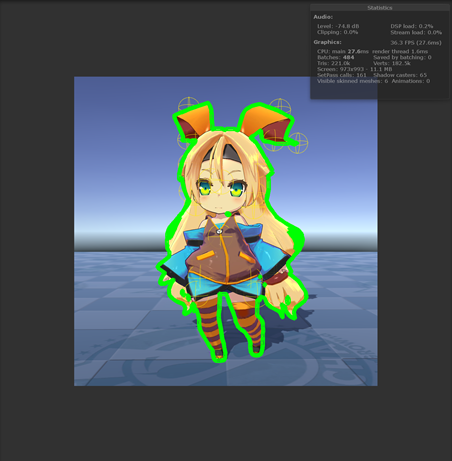 Statistics
Audio:
Level: -74.8 dB DSP load: 0.2%
Clipping: 0.0% Stream load: 0.0%
Graphics: 36.3 FPS (27.6ms)
CPU: main 27.6ms render thread 1.6ms
Batches: 484 Saved by batching: 0
Tris: 221.0k Verts: 182.3k
Screen: 973x993 - 11.1 MB
SetPass calls: 161 Shadow casters: 65
Visible skinned meshes: 6 Animations: 0